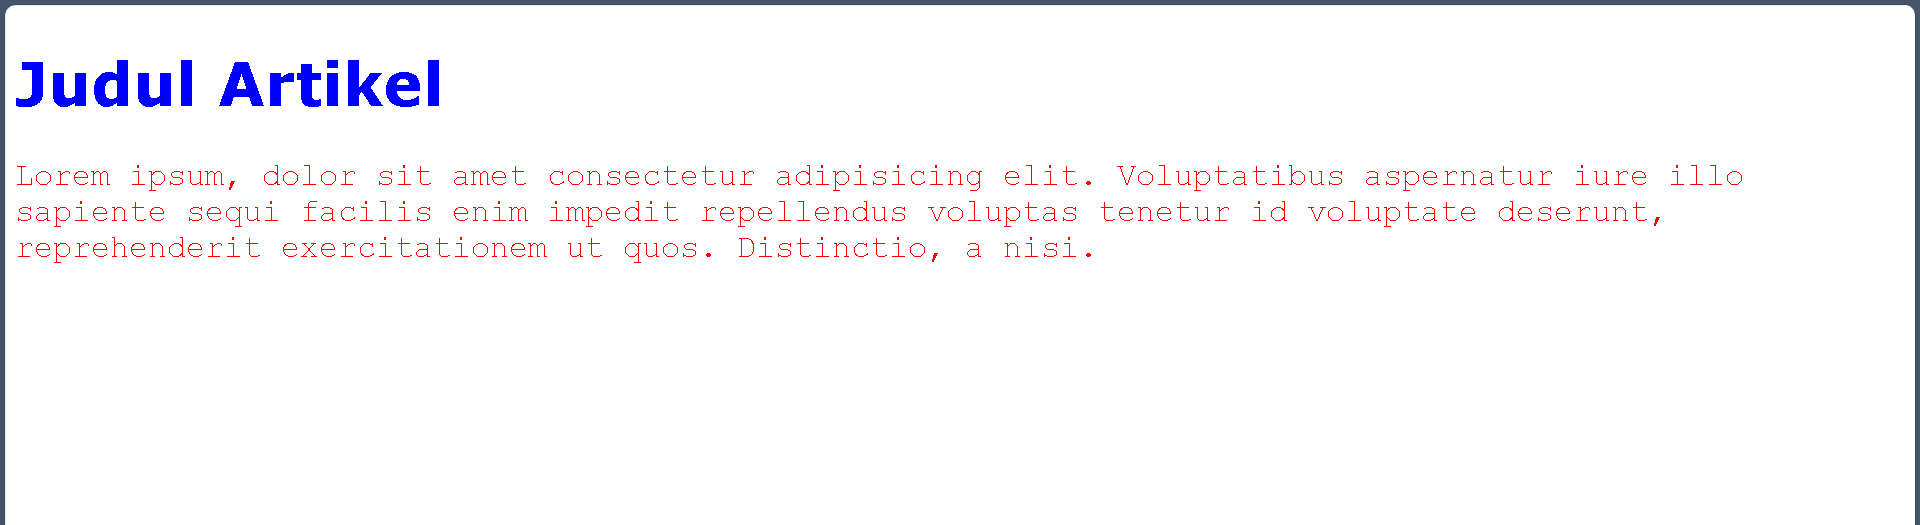 Judul Artikel
Lorem ipsum, dolor sit amet consectetur adipisicing elit. Voluptatibus aspernatur iure illo
sapiente sequi facilis enim impedit repellendus voluptas tenetur id voluptate deserunt,
reprehenderit exercitationem ut quos. Distinctio, a nisi.